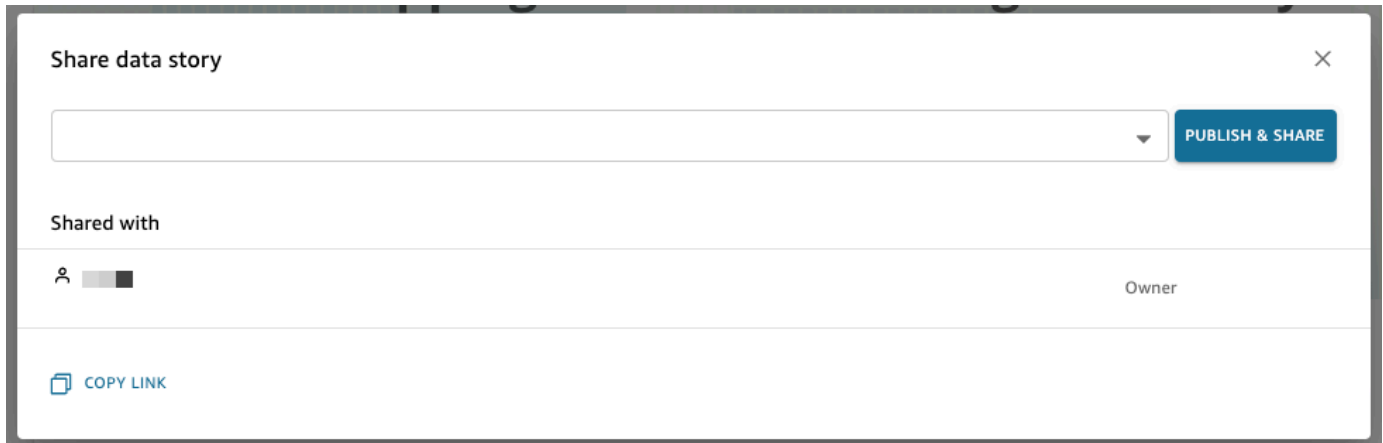 Share data story
PUBLISH & SHARE
Shared with
Owner
COPY LINK